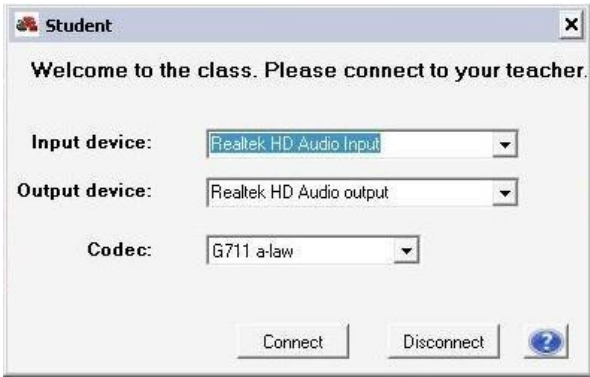 Student
Welcome to the class. Please connect to your teacher.
Input device: Realtek HD Audio Input
Output device: Realtek HD Audio output
Codec: G711 a-law
Connect Disconnect ?